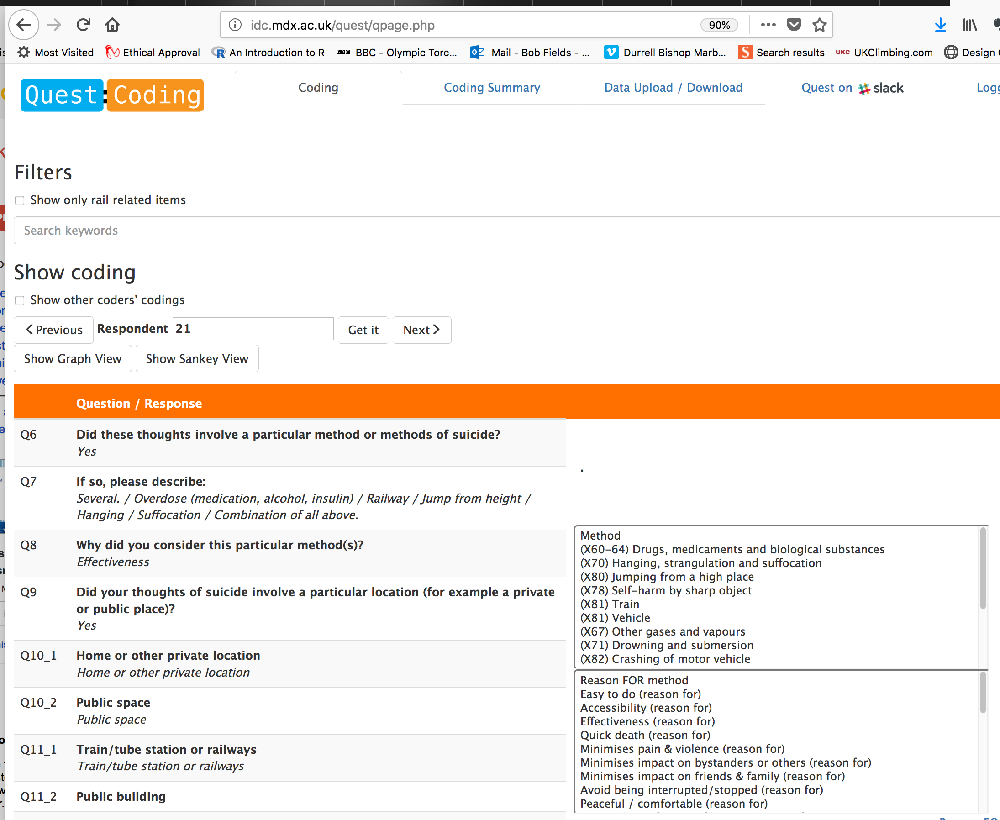 idc.mdx.ac.uk/quest/qpage.php 90%
Most Visited Ethical Approval An Introduction to R BBC BBC - Olympic Torc... Mail - Bob Fields - ... Durrell Bishop Marb... Search results UKC UKClimbing.com Design
Quest:Coding Coding Coding Summary Data Upload / Download Quest on slack Logg
Filters
Show only rail related items
Search keywords
Show coding
Show other coders' codings
Previous Respondent 21 Get it Next
Show Graph View Show Sankey View
Question / Response
Q6 Did these thoughts involve a particular method or methods of suicide?
Yes
Q7 If so, please describe:
Several. / Overdose (medication, alcohol, insulin) / Railway / Jump from height /
Hanging / Suffocation / Combination of all above.
Q8 Why did you consider this particular method(s)?
Effectiveness
Q9 Did your thoughts of suicide involve a particular location (for example a private
or public place)?
Yes
Q10_1 Home or other private location
Home or other private location
Q10_2 Public space
Public space
Q11_1 Train/tube station or railways
Train/tube station or railways
Q11_2 Public building
.
Method
(X60-64) Drugs, medicaments and biological substances
(X70) Hanging, strangulation and suffocation
(X80) Jumping from a high place
(X78) Self-harm by sharp object
(X81) Train
(X81) Vehicle
(X67) Other gases and vapours
(X71) Drowning and submersion
(X82) Crashing of motor vehicle
Reason FOR method
Easy to do (reason for)
Accessibility (reason for)
Effectiveness (reason for)
Quick death (reason for)
Minimises pain & violence (reason for)
Minimises impact on bystanders or others (reason for)
Minimises impact on friends & family (reason for)
Avoid being interrupted/stopped (reason for)
Peaceful / comfortable (reason for)